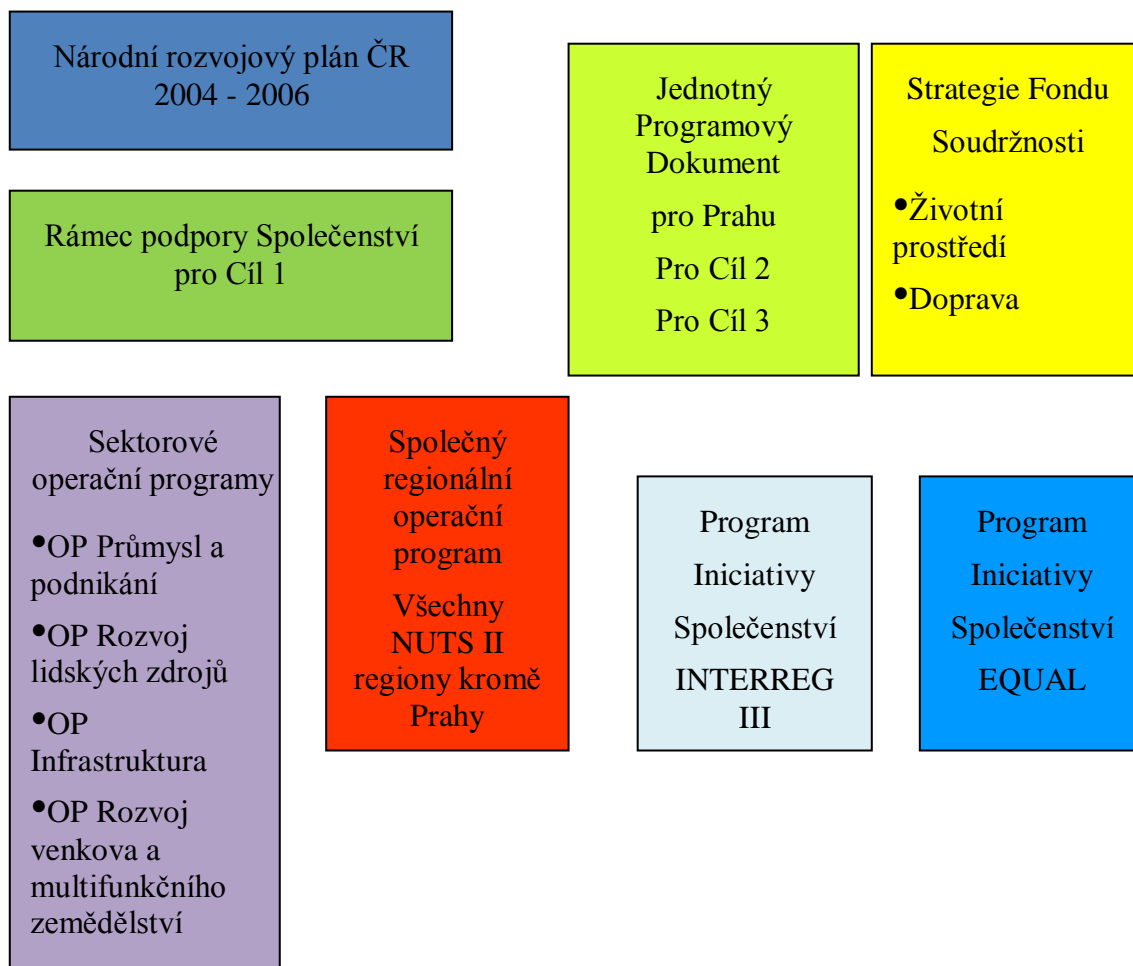 Národní rozvojový plán ČR
2004 - 2006
Rámec podpory Společenství
pro Cíl 1
Jednotný
Programový
Dokument
pro Prahu
Pro Cíl 2
Pro Cíl 3
Strategie Fondu
Soudržnosti
•Životní
prostředí
•Doprava
Sektorové
operační programy
•OP Průmysl a
podnikání
•OP Rozvoj
lidských zdrojů
•OP
Infrastruktura
•OP Rozvoj
venkova a
multifunkčního
zemědělství
Společný
regionální
operační
program
Všechny
NUTS II
regiony kromě
Prahy
Program
Iniciativy
Společenství
INTERREG
III
Program
Iniciativy
Společenství
EQUAL